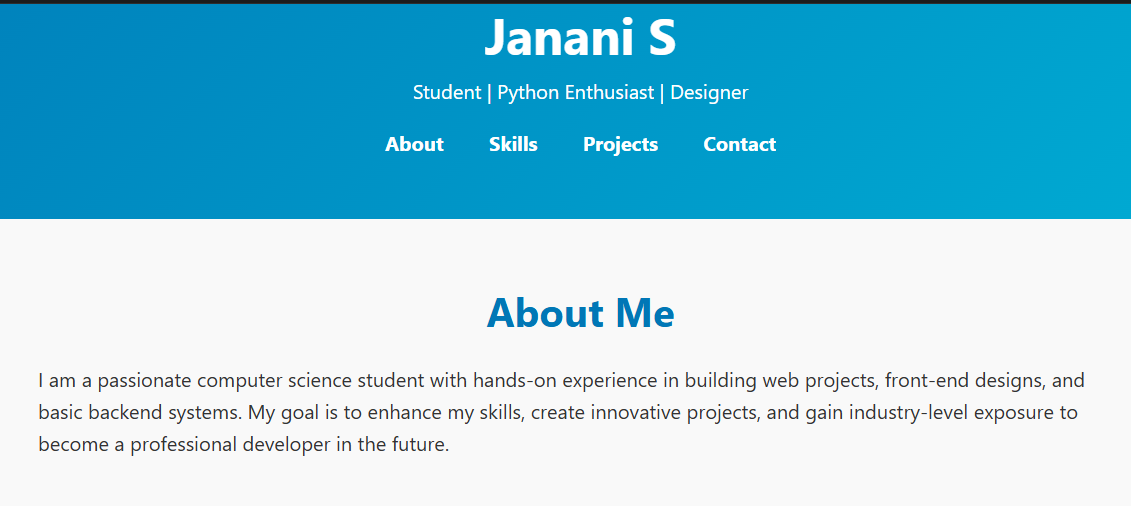 Janani S
Student | Python Enthusiast | Designer
About Skills Projects Contact
About Me
I am a passionate computer science student with hands-on experience in building web projects, front-end designs, and
basic backend systems. My goal is to enhance my skills, create innovative projects, and gain industry-level exposure to
become a professional developer in the future.